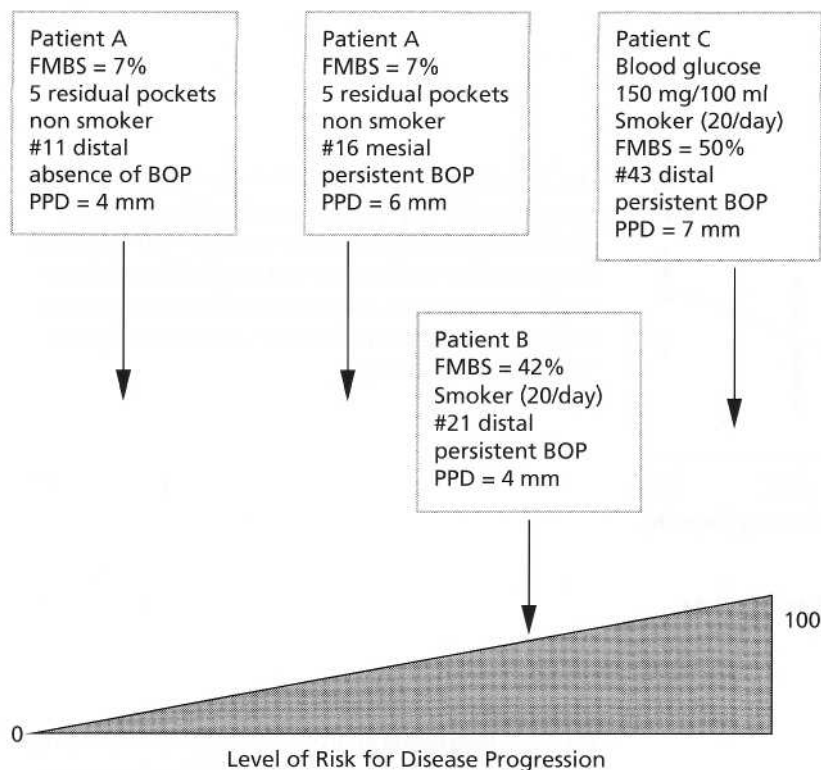 Patient A
FMBS = 7%
5 residual pockets
non smoker
#11 distal
absence of BOP
PPD = 4 mm
Patient A
FMBS = 7%
5 residual pockets
non smoker
#16 mesial
persistent BOP
PPD = 6 mm
Patient C
Blood glucose
150 mg/100 ml
Smoker (20/day)
FMBS = 50%
#43 distal
persistent BOP
PPD = 7 mm
Patient B
FMBS = 42%
Smoker (20/day)
#21 distal
persistent BOP
PPD = 4 mm
100
0
Level of Risk for Disease Progression